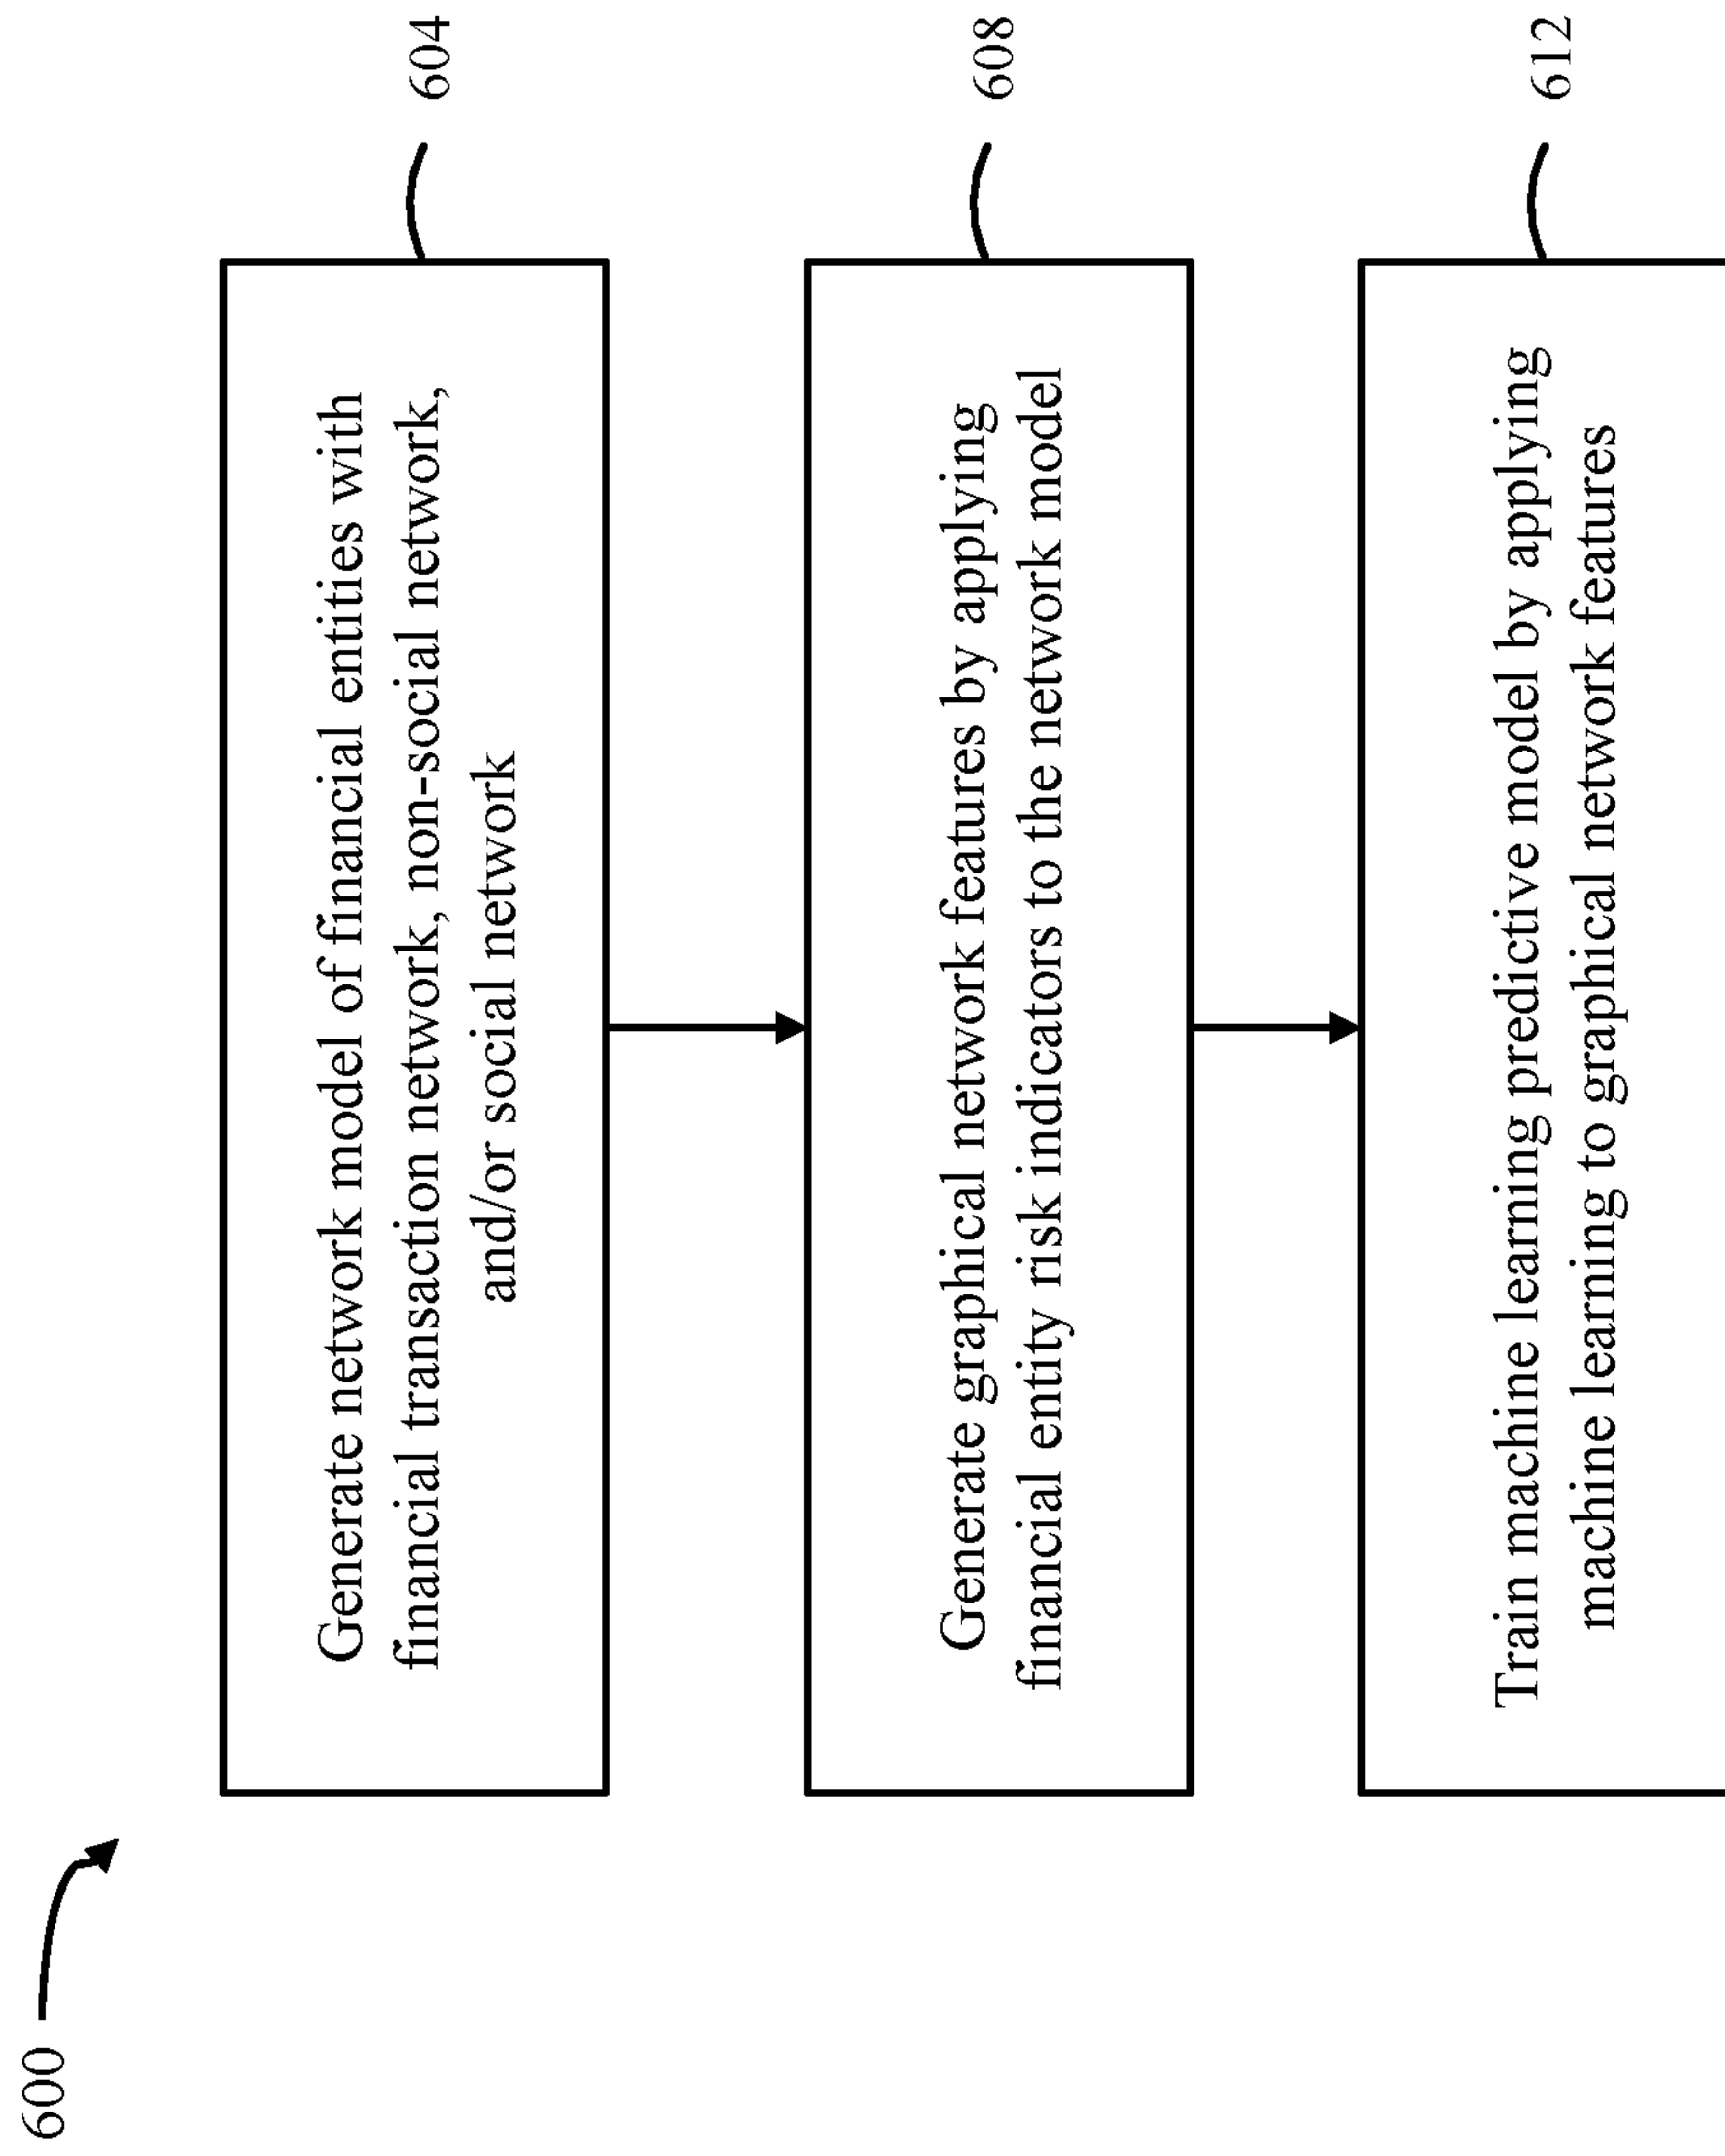 600
Generate network model of financial entities with
financial transaction network, non-social network,
and/or social network
604
Generate graphical network features by applying
financial entity risk indicators to the network model
608
Train machine learning predictive model by applying
machine learning to graphical network features
612